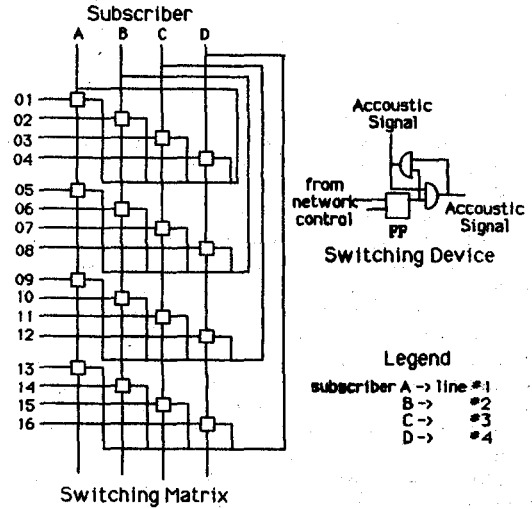 Subscriber
A B C D
01
02
03
04
05
06
07
08
09
10
11
12
13
14
15
16
Switching Matrix
Accoustic
Signal
from
network
control
FF
Accoustic
Signal
Switching Device
Legend
subscriber A -> line #1
B -> #2
C -> #3
D -> #4